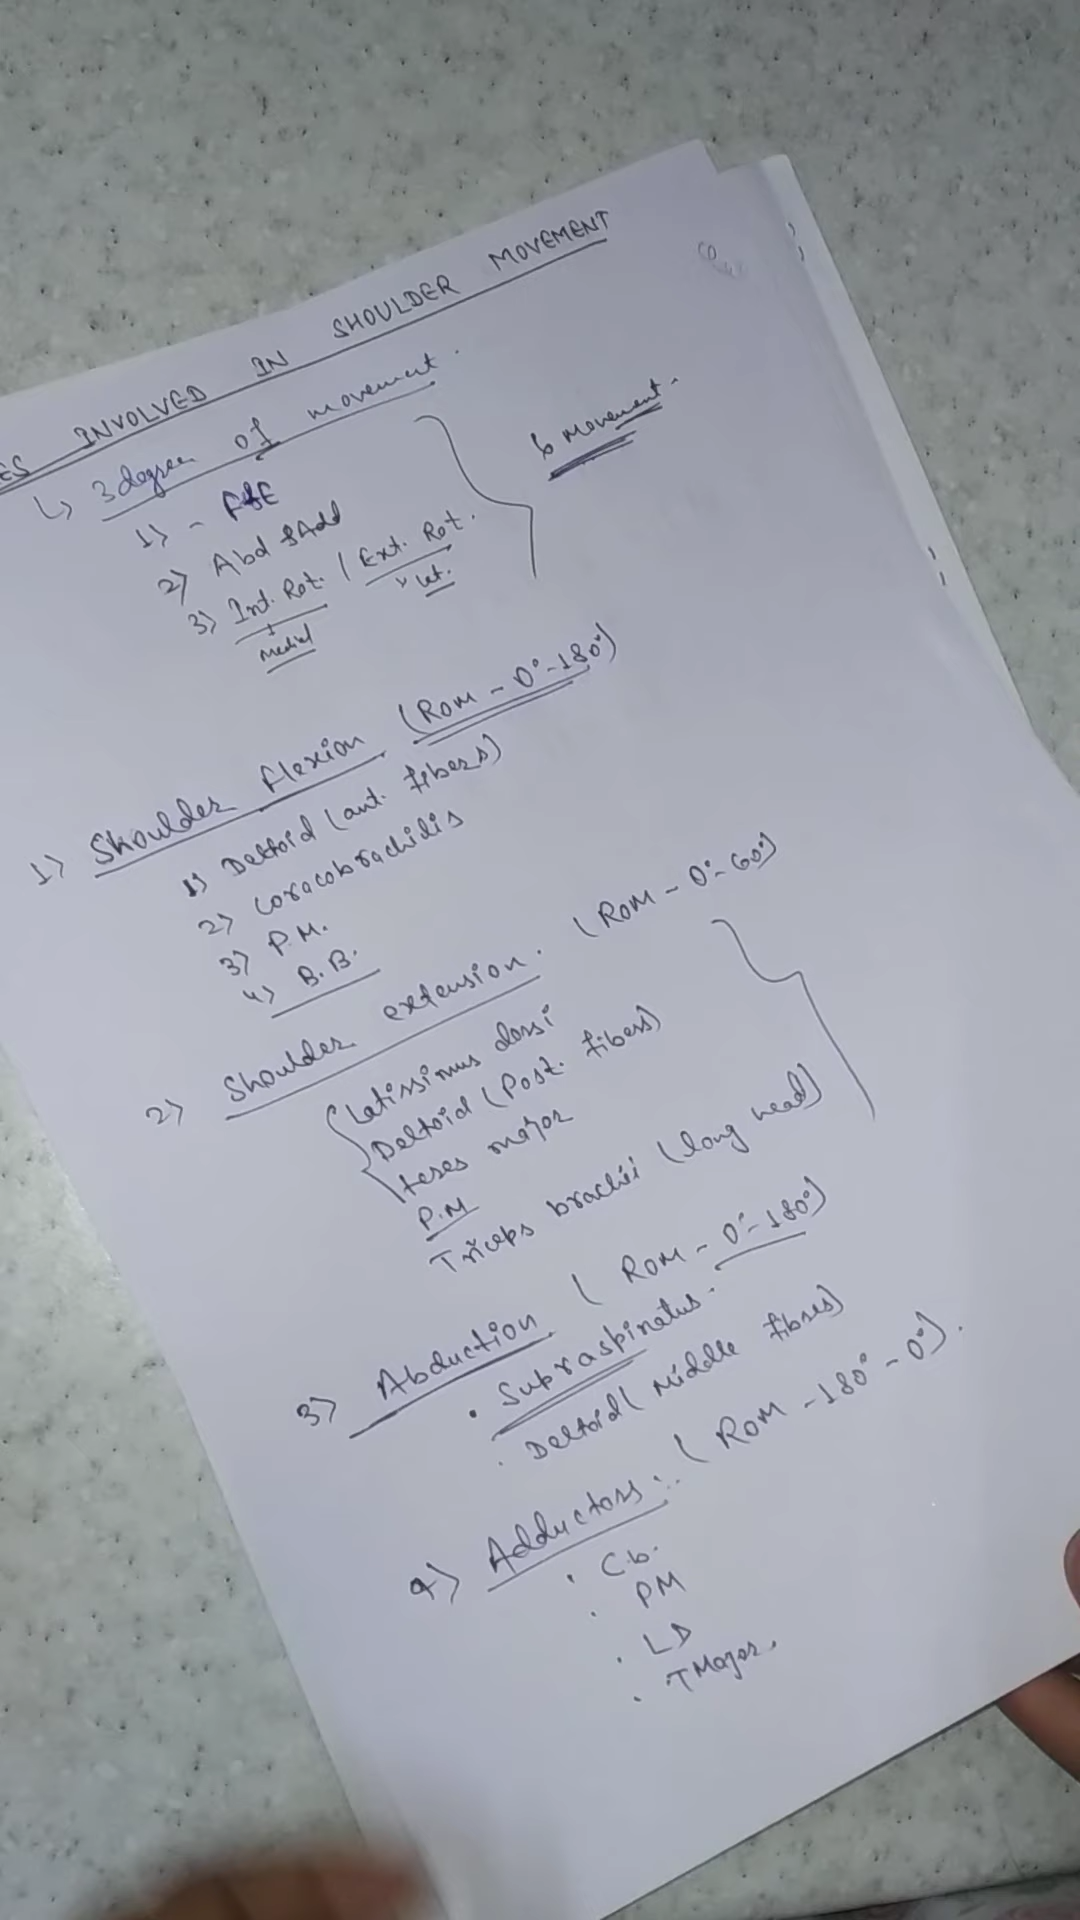 ES INVOLVED IN SHOULDER MOVEMENT
↳ 3 degree of movement.
1) - F&E
2) Abd & Add
3) Int. Rot. / Ext. Rot.
medial
lat.
6 movement.
1) Shoulder flexion (ROM - 0°-180°)
1) Deltoid (ant. fibers)
2) Coracobrachilis
3) P.M.
4) B.B.
2) Shoulder extension. (ROM - 0°-60°)
Latissimus dorsi
Deltoid (Post. fibers)
teres major
P.M
Triceps brachii (long head)
3) Abduction (ROM - 0°-180°)
• Supraspinatus.
• Deltoid (middle fibres)
4) Adductors:- (ROM - 180° - 0°).
• C.b.
• PM
• LD
• T Major.